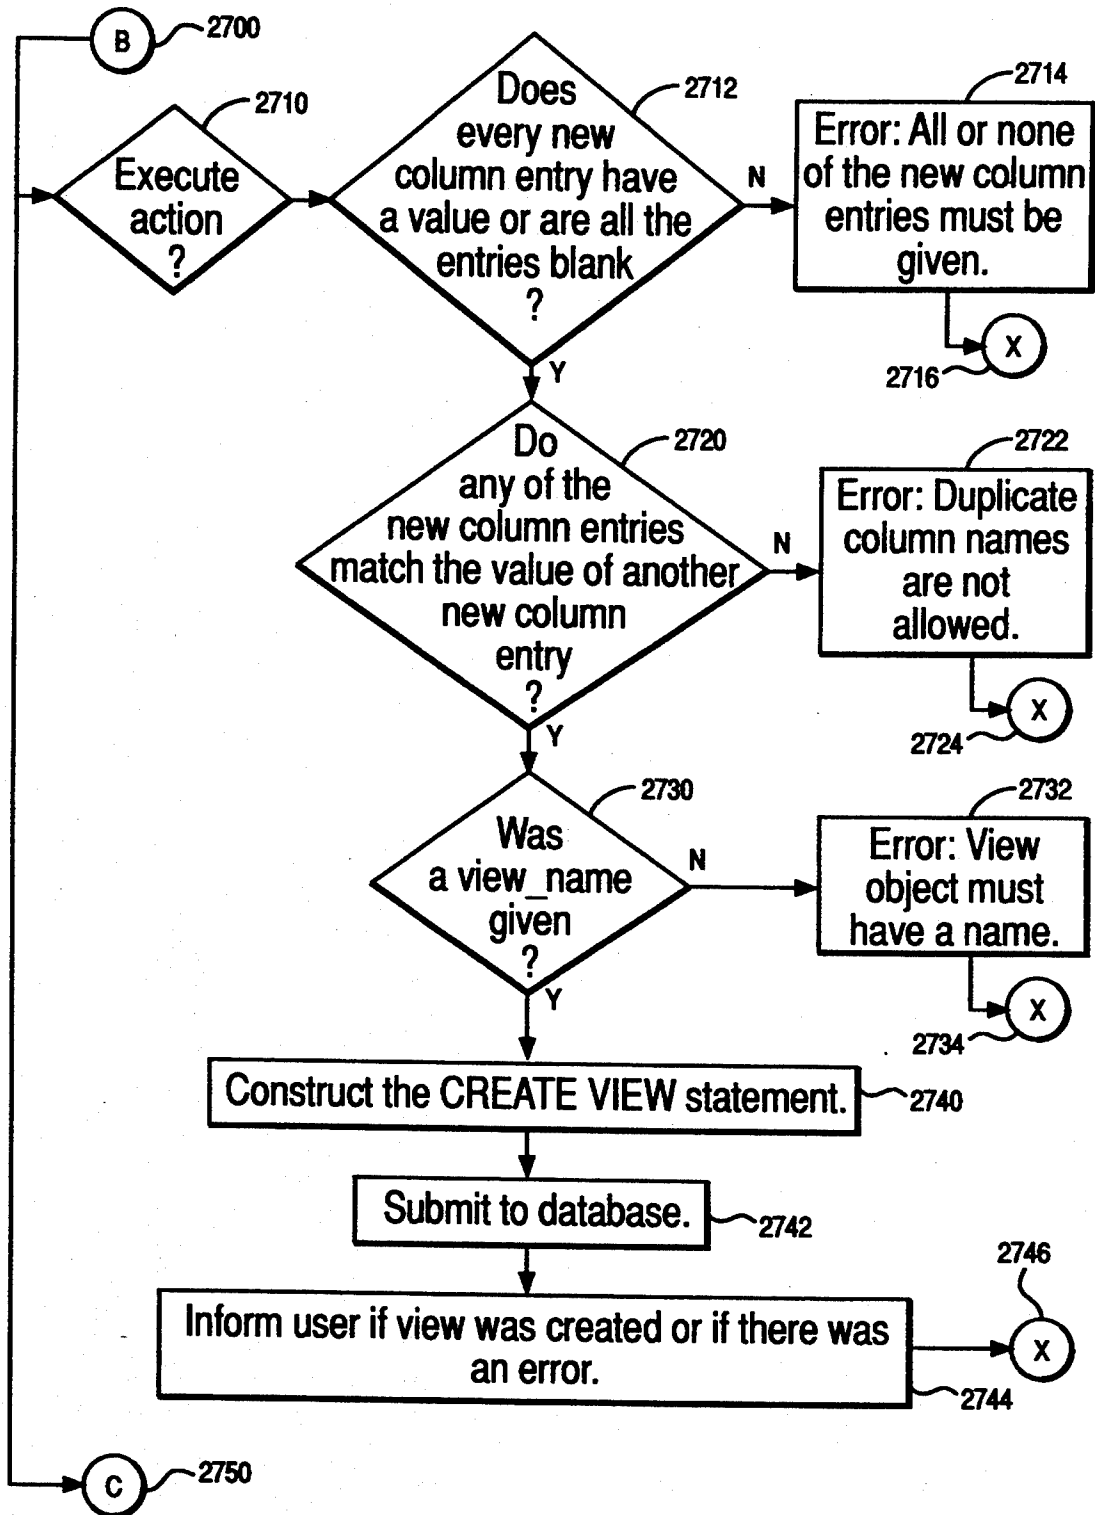 B
2700
2710
Execute
action
?
2712
Does
every new
column entry have
a value or are all the
entries blank
?
N
Y
2714
Error: All or none
of the new column
entries must be
given.
X
2716
2720
Do
any of the
new column entries
match the value of another
new column
entry
?
N
Y
2722
Error: Duplicate
column names
are not
allowed.
X
2724
2730
Was
a view_name
given
?
N
Y
2732
Error: View
object must
have a name.
X
2734
Construct the CREATE VIEW statement.
2740
Submit to database.
2742
Inform user if view was created or if there was
an error.
2744
2746
X
C
2750